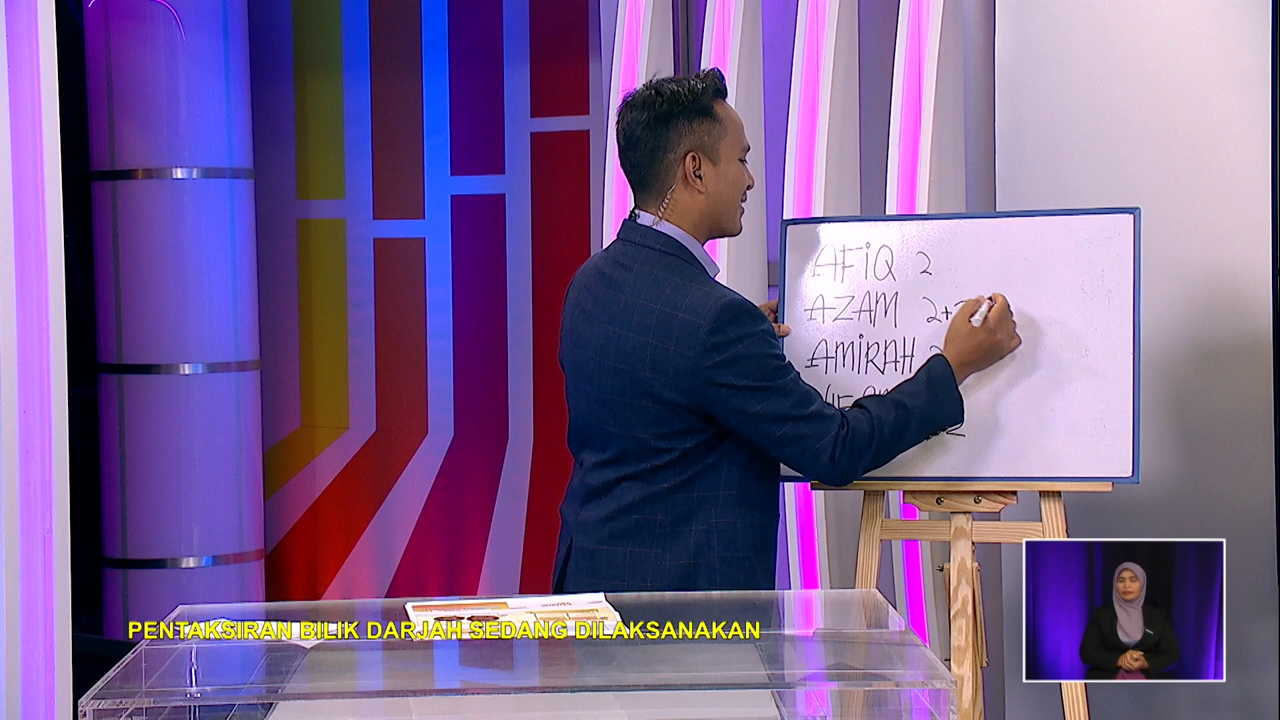 AFIQ 2
AZAM 2+
AMIRAH
PENTAKSIRAN BILIK DARJAH SEDANG DILAKSANAKAN